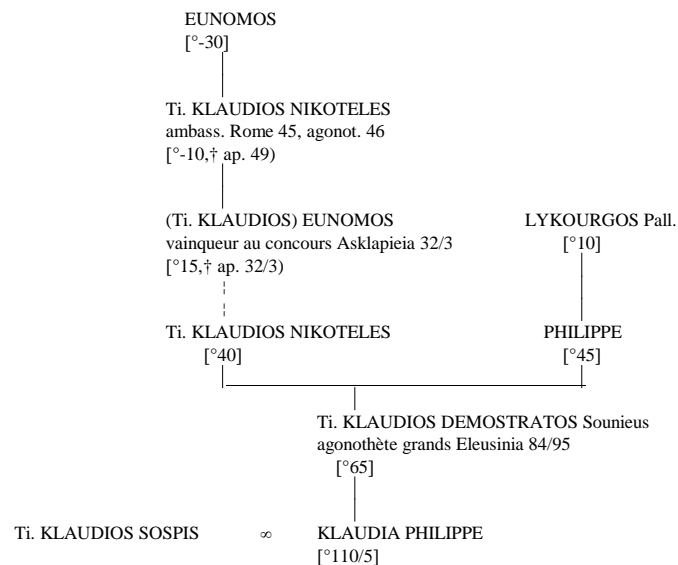 EUNOMOS
[°-30]
Ti. KLAUDIOS NIKOTELES
ambass. Rome 45, agonot. 46
[°-10,† ap. 49)
(Ti. KLAUDIOS) EUNOMOS LYKOURGOS Pall.
vainqueur au concours Asklapieia 32/3 [°10]
[°15,† ap. 32/3)
Ti. KLAUDIOS NIKOTELES PHILIPPE
[°40] [°45]
Ti. KLAUDIOS DEMOSTRATOS Sounieus
agonothète grands Eleusinia 84/95
[°65]
Ti. KLAUDIOS SOSPIS ∞ KLAUDIA PHILIPPE
[°110/5]